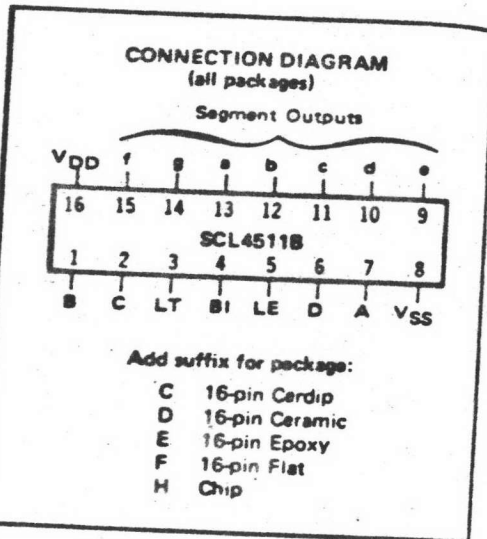 CONNECTION DIAGRAM
(all packages)
Segment Outputs
VDD f g a b c d e
16 15 14 13 12 11 10 9
SCL4511B
1 2 3 4 5 6 7 8
B C LT BI LE D A VSS
Add suffix for package:
C 16-pin Cerdip
D 16-pin Ceramic
E 16-pin Epoxy
F 16-pin Flat
H Chip